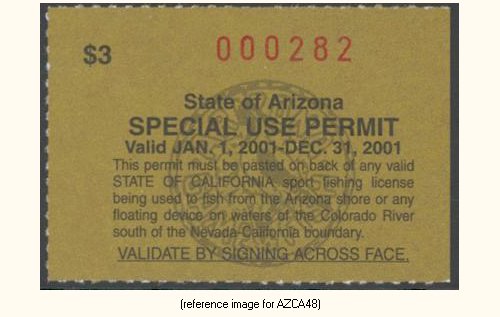 $3
000282
State of Arizona
SPECIAL USE PERMIT
Valid JAN. 1, 2001-DEC. 31, 2001
This permit must be pasted on back of any valid
STATE OF CALIFORNIA sport fishing license
being used to fish from the Arizona shore or any
floating device on waters of the Colorado River
south of the Nevada-California boundary.
VALIDATE BY SIGNING ACROSS FACE.
(reference image for AZCA48)